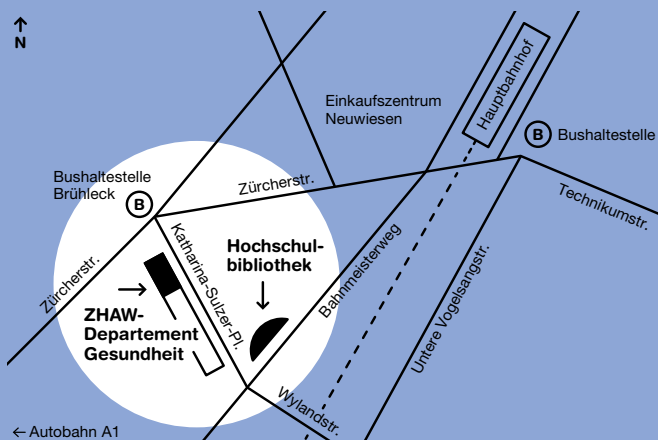 N
Einkaufszentrum
Neuwiesen
Hauptbahnhof
B
Bushaltestelle
Bushaltestelle
Brühleck
B
Zürcherstr.
Technikumstr.
Zürcherstr.
Katharina-Sulzer-Pl.
Hochschul-
bibliothek
Bahnmeisterweg
Untere Vogelsangstr.
ZHAW-
Departement
Gesundheit
Wylandstr.
← Autobahn A1